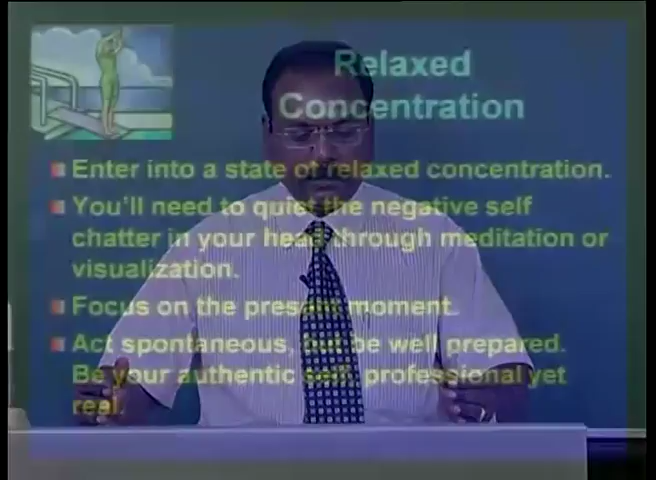 Relaxed
Concentration
Enter into a state of relaxed concentration.
You'll need to quiet the negative self
chatter in your head through meditation or
visualization.
Focus on the present moment.
Act spontaneous, but be well prepared.
Be your authentic self, professional yet
real.